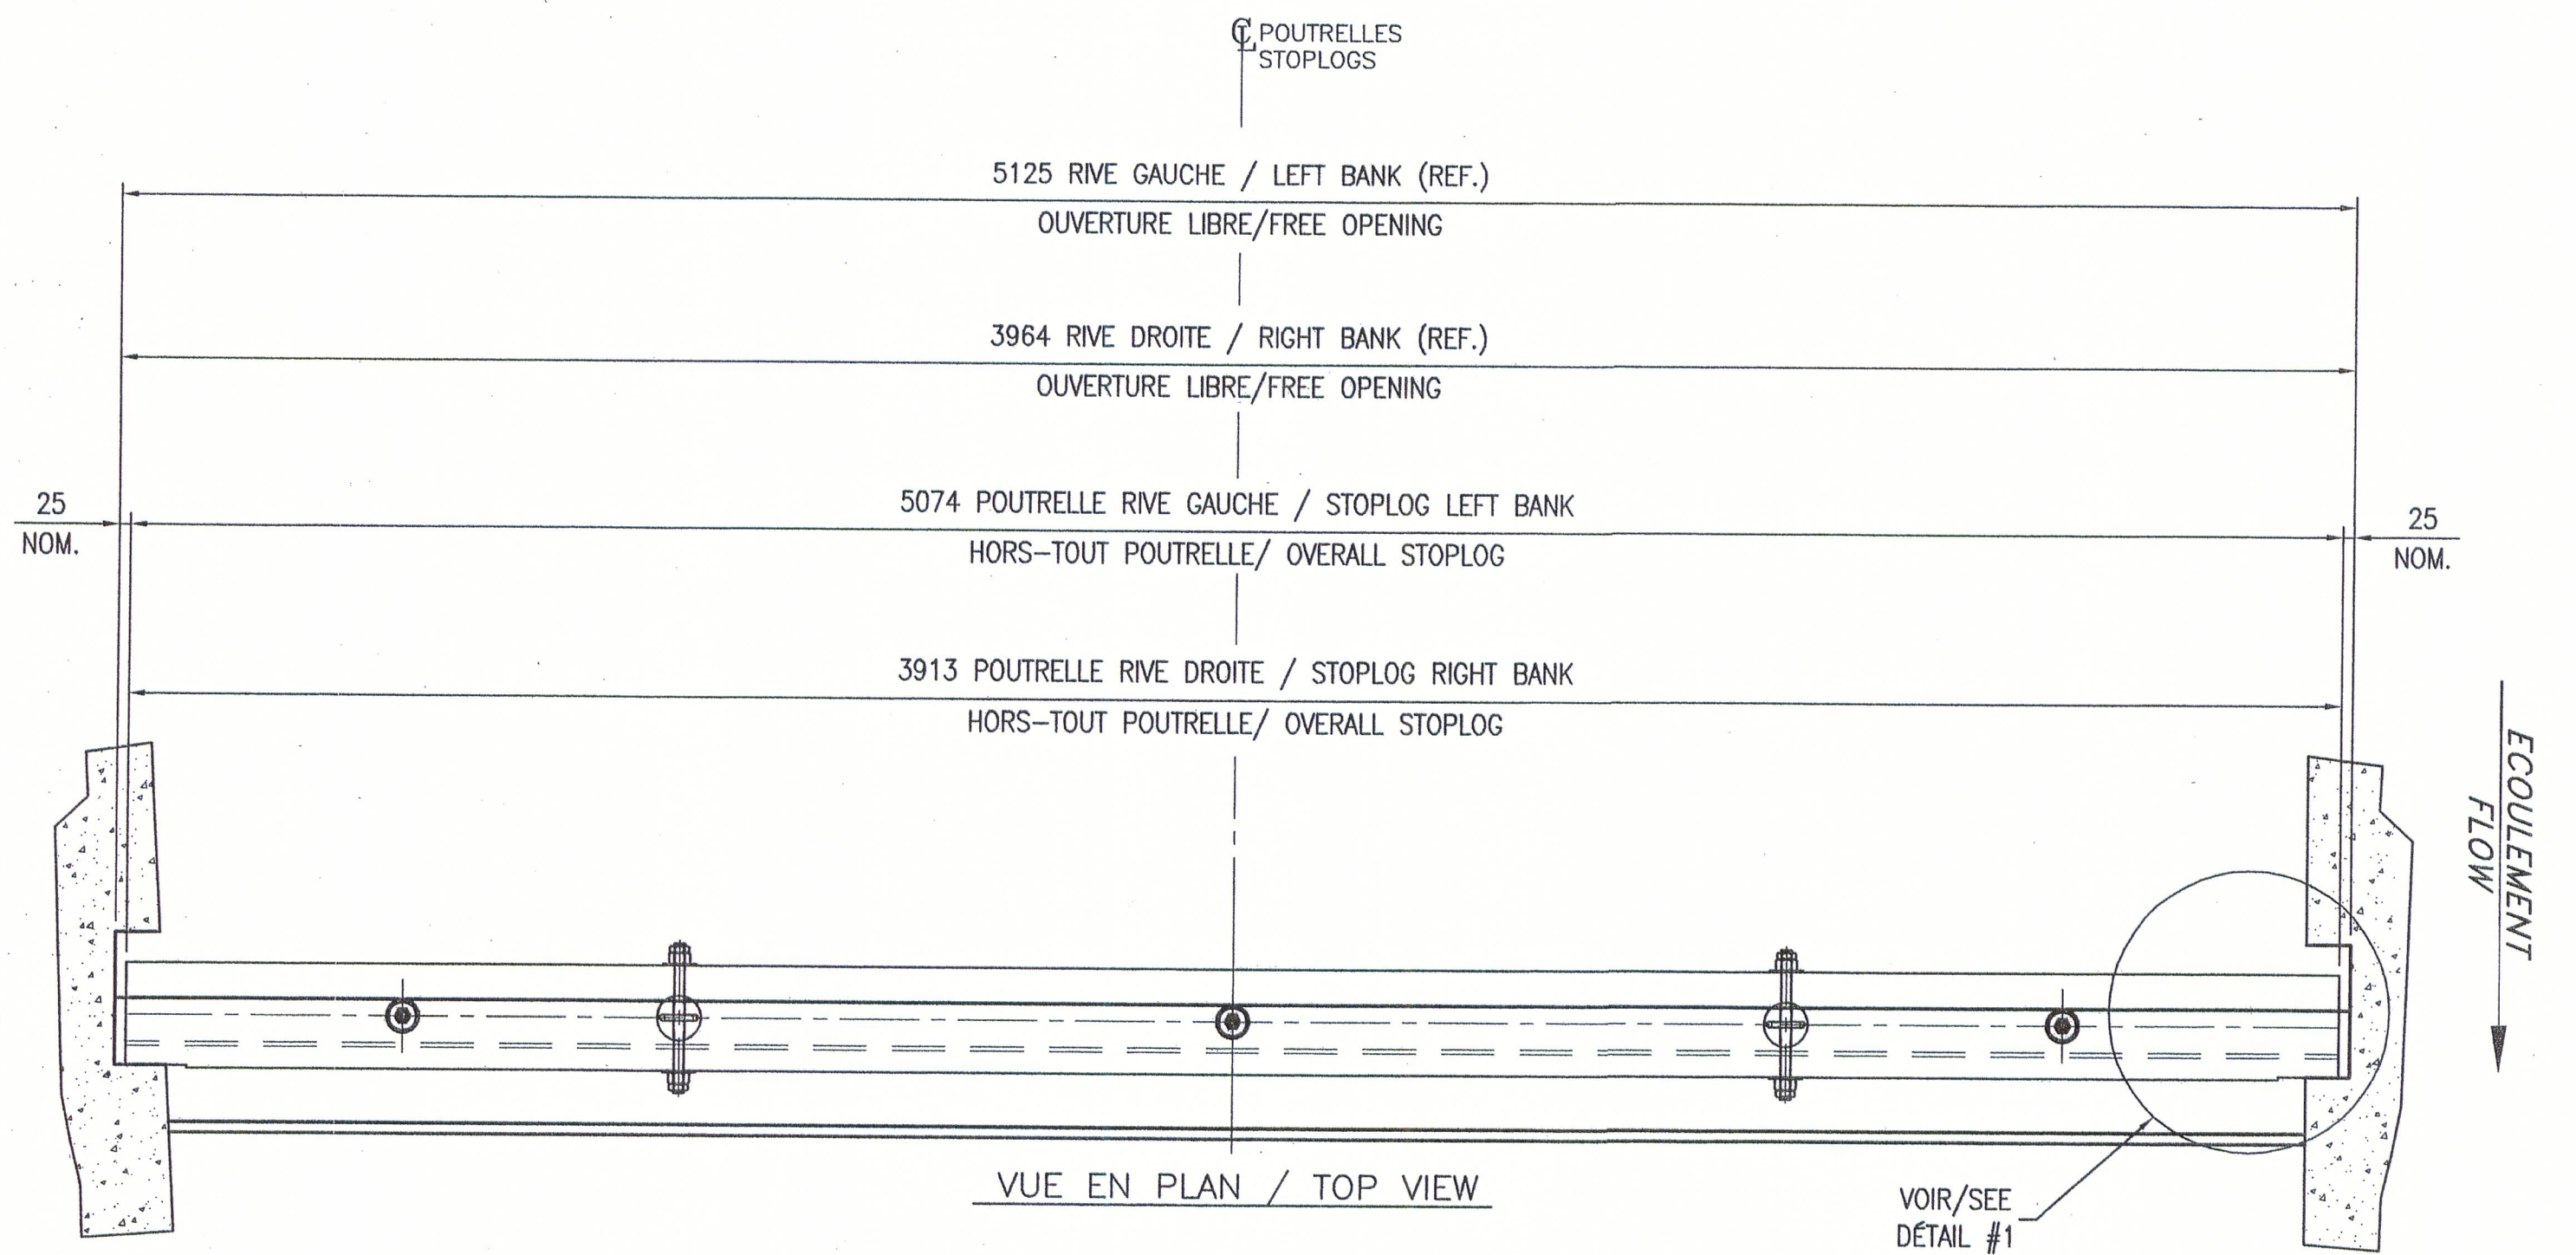 ℄ POUTRELLES
STOPLOGS
5125 RIVE GAUCHE / LEFT BANK (REF.)
OUVERTURE LIBRE/FREE OPENING
3964 RIVE DROITE / RIGHT BANK (REF.)
OUVERTURE LIBRE/FREE OPENING
25
NOM.
5074 POUTRELLE RIVE GAUCHE / STOPLOG LEFT BANK
HORS-TOUT POUTRELLE/ OVERALL STOPLOG
25
NOM.
3913 POUTRELLE RIVE DROITE / STOPLOG RIGHT BANK
HORS-TOUT POUTRELLE/ OVERALL STOPLOG
ECOULEMENT
FLOW
VUE EN PLAN / TOP VIEW
VOIR/SEE
DÉTAIL #1